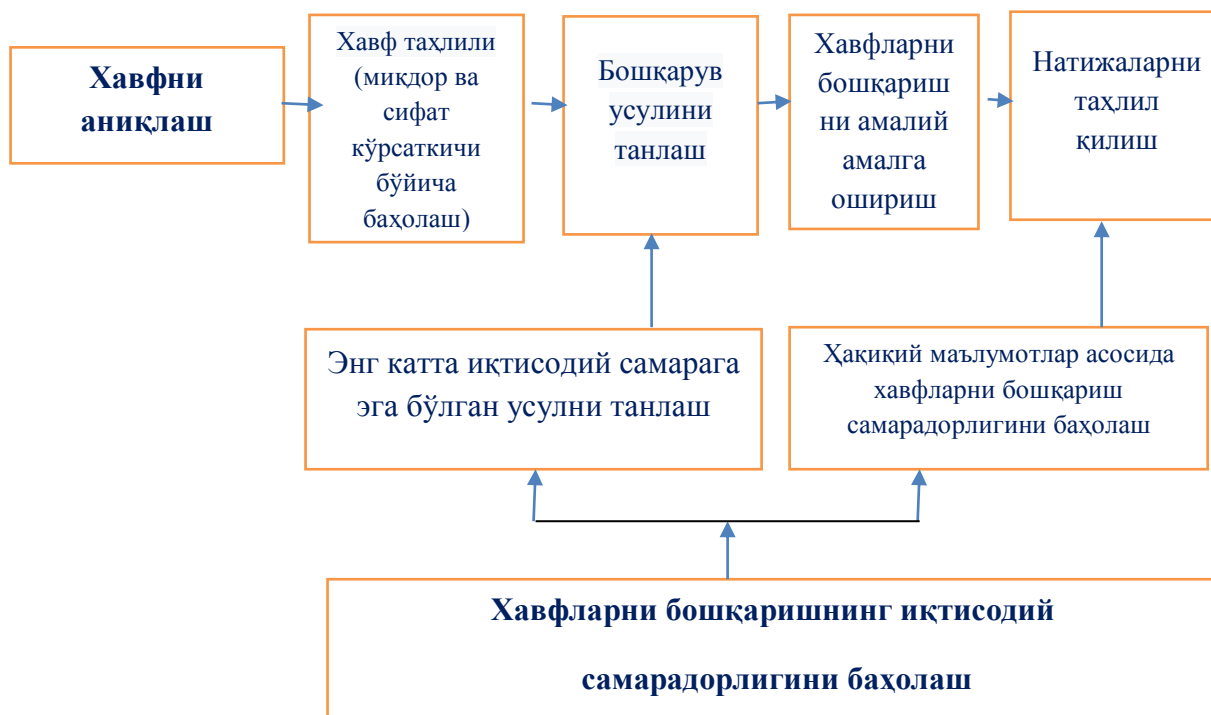 Хавфни
аниқлаш
Хавф таҳлили
(миқдор ва
сифат
кўрсаткичи
бўйича
баҳолаш)
Бошқарув
усулини
танлаш
Хавфларни
бошқариш
ни амалий
амалга
ошириш
Натижаларни
таҳлил
қилиш
Энг катта иқтисодий самарага
эга бўлган усулни танлаш
Ҳақиқий маълумотлар асосида
хавфларни бошқариш
самарадорлигини баҳолаш
Хавфларни бошқаришнинг иқтисодий
самарадорлигини баҳолаш